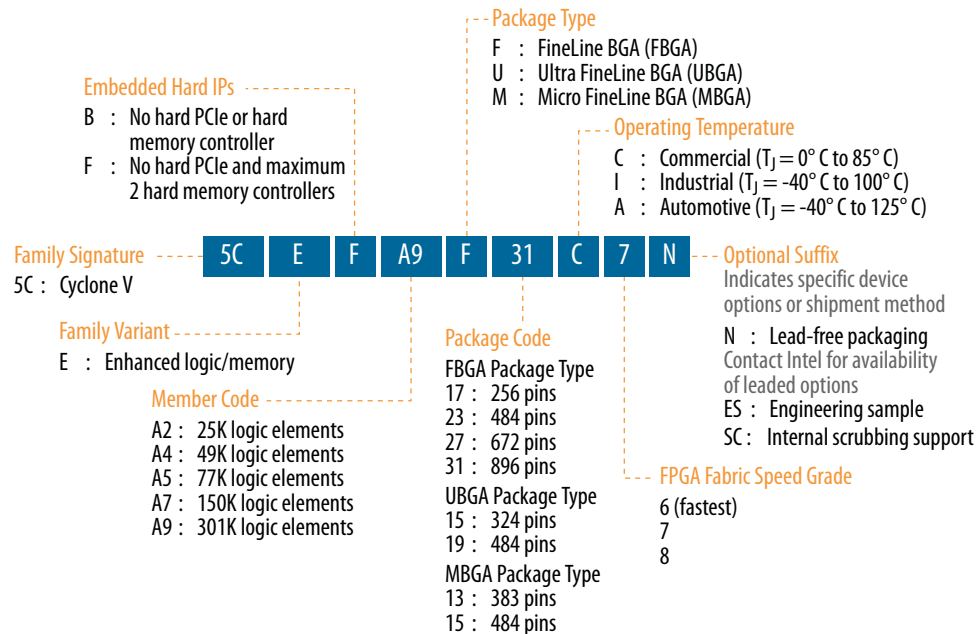 Package Type
F : FineLine BGA (FBGA)
U : Ultra FineLine BGA (UBGA)
M : Micro FineLine BGA (MBGA)
Embedded Hard IPs
B : No hard PCIe or hard
memory controller
F : No hard PCIe and maximum
2 hard memory controllers
Operating Temperature
C : Commercial (TJ = 0° C to 85° C)
I : Industrial (TJ = -40° C to 100° C)
A : Automotive (TJ = -40° C to 125° C)
Family Signature
5C : Cyclone V
5C E F A9 F 31 C 7 N
Optional Suffix
Indicates specific device
options or shipment method
N : Lead-free packaging
Contact Intel for availability
of leaded options
ES : Engineering sample
SC : Internal scrubbing support
Family Variant
E : Enhanced logic/memory
Member Code
A2 : 25K logic elements
A4 : 49K logic elements
A5 : 77K logic elements
A7 : 150K logic elements
A9 : 301K logic elements
Package Code
FBGA Package Type
17 : 256 pins
23 : 484 pins
27 : 672 pins
31 : 896 pins
UBGA Package Type
15 : 324 pins
19 : 484 pins
MBGA Package Type
13 : 383 pins
15 : 484 pins
FPGA Fabric Speed Grade
6 (fastest)
7
8